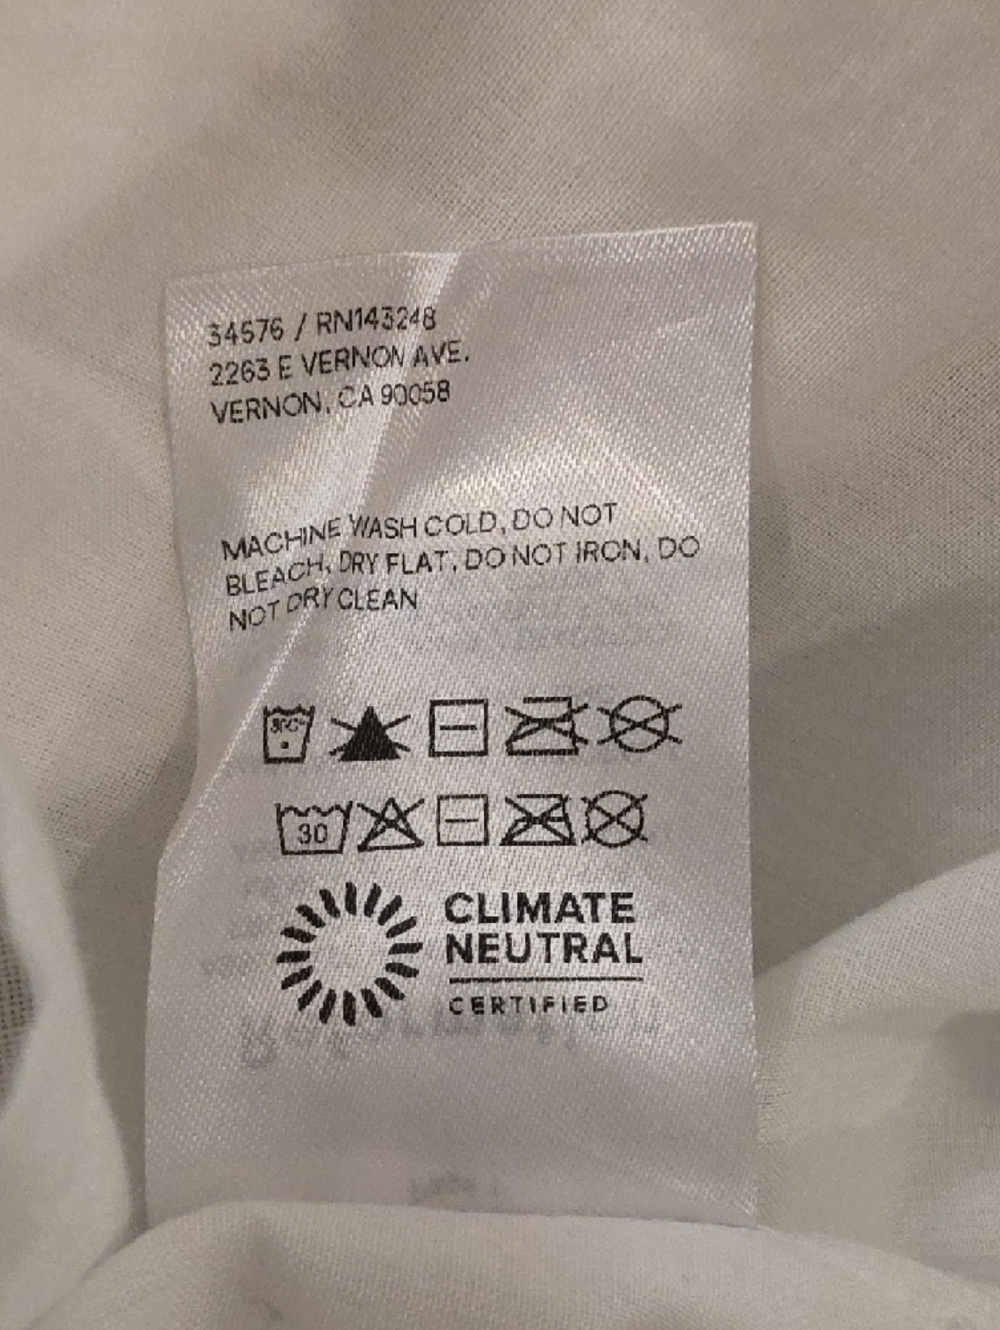 34576 / RN143248
2263 E VERNON AVE.
VERNON, CA 90058
MACHINE WASH COLD, DO NOT
BLEACH, DRY FLAT, DO NOT IRON, DO
NOT DRY CLEAN
30°C
30
CLIMATE
NEUTRAL
CERTIFIED